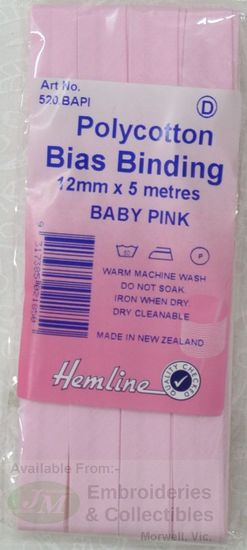 Art No.
520.BAPI
D
Polycotton
Bias Binding
12mm x 5 metres
BABY PINK
P
WARM MACHINE WASH
DO NOT SOAK
IRON WHEN DRY
DRY CLEANABLE
MADE IN NEW ZEALAND
Hemline
QUALITY CHECKED
Available From:-
JM
Embroideries
& Collectibles
Morwell, Vic.